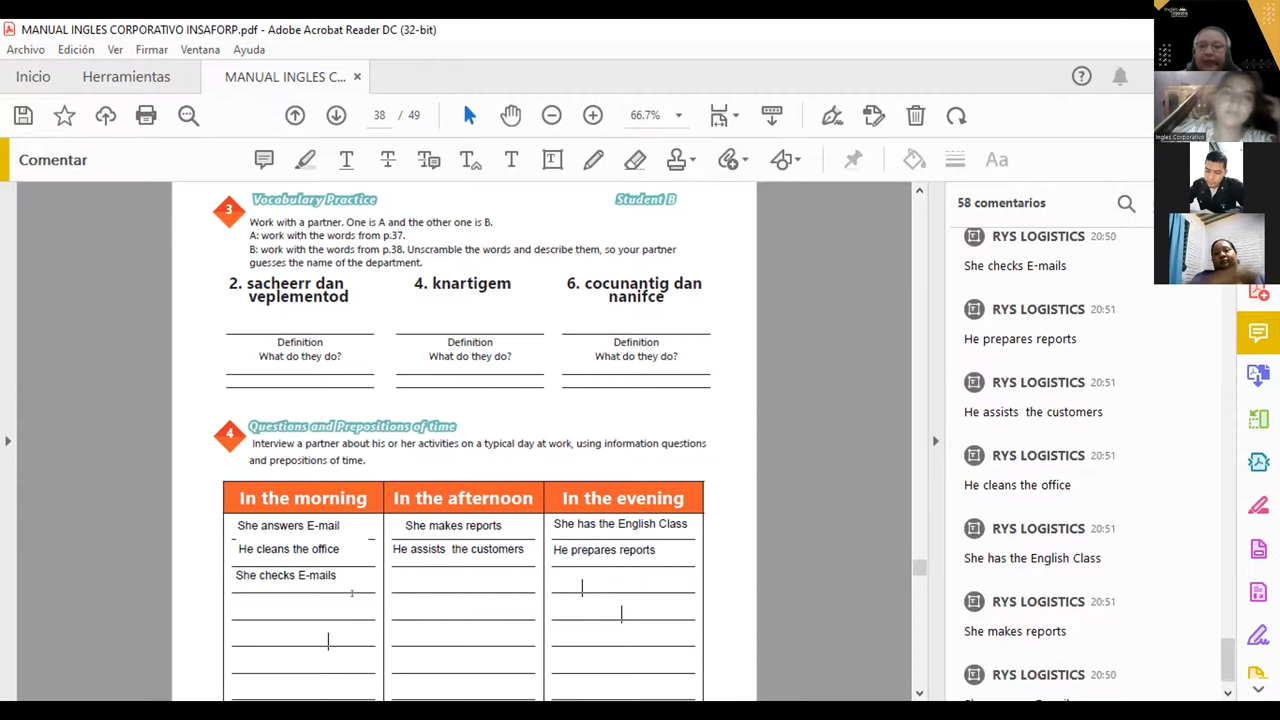 MANUAL INGLES CORPORATIVO INSAFORP.pdf - Adobe Acrobat Reader DC (32-bit)
Archivo Edición Ver Firmar Ventana Ayuda
Inicio Herramientas MANUAL INGLES C... ×
38 / 49 66.7%
Comentar
58 comentarios
3 Vocabulary Practice Student B
Work with a partner. One is A and the other one is B.
A: work with the words from p.37.
B: work with the words from p.38. Unscramble the words and describe them, so your partner
guesses the name of the department.
2. sacheerr dan
veplementod
4. knartigem
6. cocunantig dan
nanifce
Definition
What do they do?
Definition
What do they do?
Definition
What do they do?
4 Questions and Prepositions of time
Interview a partner about his or her activities on a typical day at work, using information questions
and prepositions of time.
In the morning In the afternoon In the evening
She answers E-mail She makes reports She has the English Class
He cleans the office He assists the customers He prepares reports
She checks E-mails
RYS LOGISTICS 20:50
She checks E-mails
RYS LOGISTICS 20:51
He prepares reports
RYS LOGISTICS 20:51
He assists the customers
RYS LOGISTICS 20:51
He cleans the office
RYS LOGISTICS 20:51
She has the English Class
RYS LOGISTICS 20:51
She makes reports
RYS LOGISTICS 20:50
Inglés Corporativo